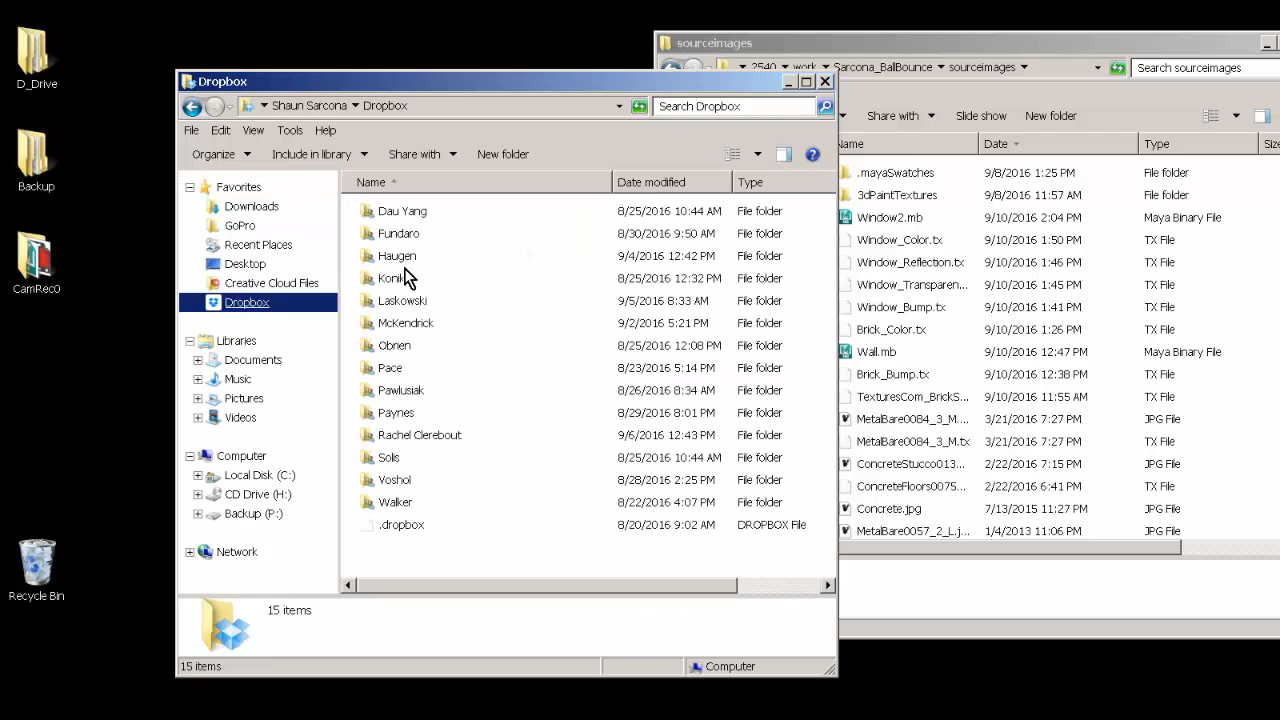 D_Drive
Backup
CamRec0
Recycle Bin
sourceimages
2540 work Sarcona_BallBounce sourceimages
Search sourceimages
Share with Slide show New folder
Name Date Type Size
.mayaSwatches 9/8/2016 1:25 PM File folder
3dPaintTextures 9/8/2016 11:57 AM File folder
Window2.mb 9/10/2016 2:04 PM Maya Binary File
Window_Color.tx 9/10/2016 1:50 PM TX File
Window_Reflection.tx 9/10/2016 1:46 PM TX File
Window_Transparen... 9/10/2016 1:45 PM TX File
Window_Bump.tx 9/10/2016 1:41 PM TX File
Brick_Color.tx 9/10/2016 1:26 PM TX File
Wall.mb 9/10/2016 12:47 PM Maya Binary File
Brick_Bump.tx 9/10/2016 12:38 PM TX File
TexturesCom_BrickS... 9/10/2016 11:55 AM TX File
MetalBare0084_3_M.... 3/21/2016 7:27 PM JPG File
MetalBare0084_3_M.tx 3/21/2016 7:27 PM TX File
ConcreteStucco013... 2/22/2016 7:15 PM JPG File
ConcreteFloors0075... 2/22/2016 6:41 PM TX File
Concrete.jpg 7/13/2015 11:27 PM JPG File
MetalBare0057_2_L.j... 1/4/2013 11:06 PM JPG File
Dropbox
Shaun Sarcona Dropbox
Search Dropbox
File Edit View Tools Help
Organize Include in library Share with New folder
Favorites
Downloads
GoPro
Recent Places
Desktop
Creative Cloud Files
Dropbox
Libraries
Documents
Music
Pictures
Videos
Computer
Local Disk (C:)
CD Drive (H:)
Backup (P:)
Network
Name Date modified Type
Dau Yang 8/25/2016 10:44 AM File folder
Fundaro 8/30/2016 9:50 AM File folder
Haugen 9/4/2016 12:42 PM File folder
8/25/2016 12:32 PM File folder
Laskowski 9/5/2016 8:33 AM File folder
McKendrick 9/2/2016 5:21 PM File folder
Obrien 8/25/2016 12:08 PM File folder
Pace 8/23/2016 5:14 PM File folder
Pawlusiak 8/26/2016 8:34 AM File folder
Paynes 8/29/2016 8:01 PM File folder
Rachel Clerebout 9/6/2016 12:43 PM File folder
Solis 8/25/2016 10:44 AM File folder
Voshol 8/28/2016 2:25 PM File folder
Walker 8/22/2016 4:07 PM File folder
.dropbox 8/20/2016 9:02 AM DROPBOX File
15 items
15 items
Computer